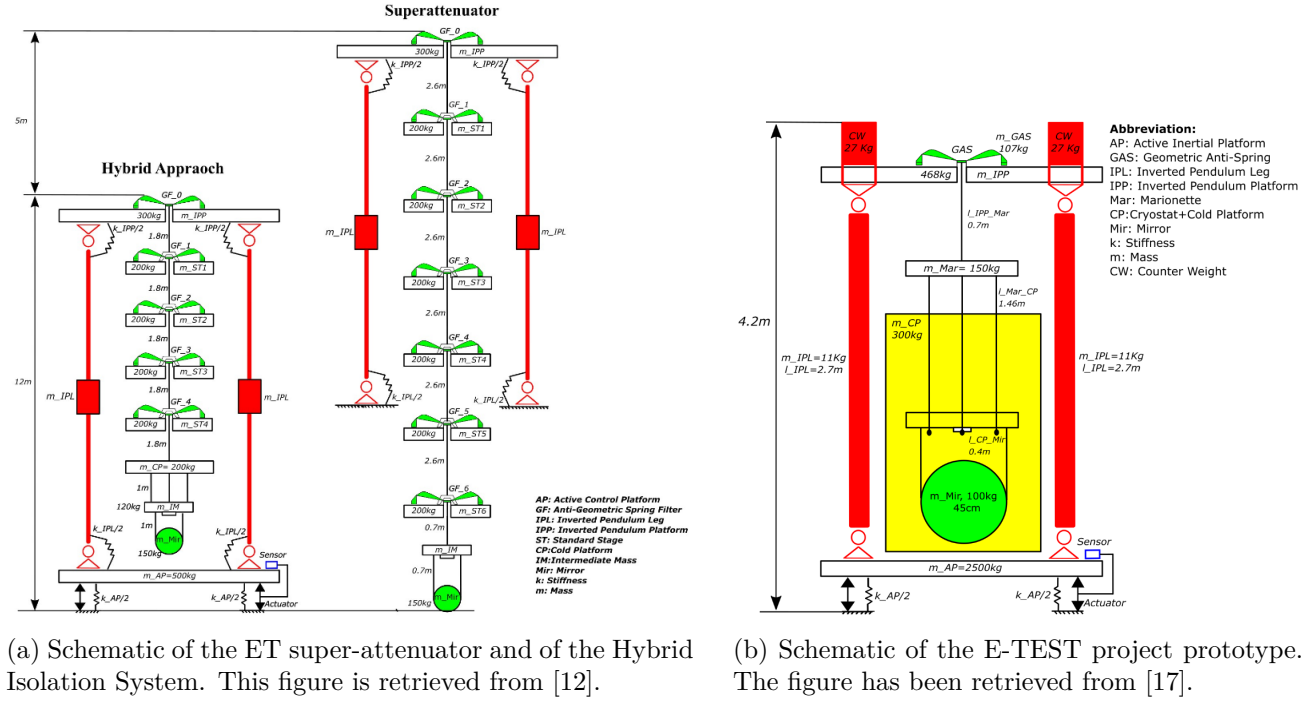 Superattenuator
GF_0
300kg
m_IPP
k_IPP/2
k_IPP/2
2.6m
5m
GF_1
200kg
m_ST1
2.6m
Hybrid Appraoch
GF_2
GF_0
200kg
m_ST2
300kg
m_IPP
k_IPP/2
k_IPP/2
1.8m
m_IPL
2.6m
m_IPL
GF_1
200kg
m_ST1
GF_3
1.8m
200kg
m_ST3
GF_2
200kg
m_ST2
2.6m
1.8m
GF_3
GF_4
200kg
m_ST3
200kg
m_ST4
12m
1.8m
k_IPL/2
k_IPL/2
m_IPL
m_IPL
GF_4
2.6m
200kg
m_ST4
GF_5
1.8m
200kg
m_ST5
m_CP= 200kg
2.6m
1m
GF_6
120kg
m_IM
200kg
m_ST6
1m
0.7m
k_IPL/2
k_IPL/2
m_Mir
150kg
m_IM
Sensor
0.7m
m_AP=500kg
k_AP/2
k_AP/2
Actuator
150kg
m_Mir
AP: Active Control Platform
GF: Anti-Geometric Spring Filter
IPL: Inverted Pendulum Leg
IPP: Inverted Pendulum Platform
ST: Standard Stage
CP:Cold Platform
IM:Intermediate Mass
Mir: Mirror
k: Stiffness
m: Mass
(a) Schematic of the ET super-attenuator and of the Hybrid
Isolation System. This figure is retrieved from [12].
CW
27 Kg
GAS
m_GAS
107kg
CW
27 Kg
468kg
m_IPP
l_IPP_Mar
0.7m
m_Mar= 150kg
l_Mar_CP
1.46m
m_CP
300kg
4.2m
m_IPL=11Kg
l_IPL=2.7m
m_IPL=11Kg
l_IPL=2.7m
l_CP_Mir
0.4m
m_Mir, 100kg
45cm
Sensor
m_AP=2500kg
k_AP/2
k_AP/2
Actuator
Abbreviation:
AP: Active Inertial Platform
GAS: Geometric Anti-Spring
IPL: Inverted Pendulum Leg
IPP: Inverted Pendulum Platform
Mar: Marionette
CP:Cryostat+Cold Platform
Mir: Mirror
k: Stiffness
m: Mass
CW: Counter Weight
(b) Schematic of the E-TEST project prototype.
The figure has been retrieved from [17].